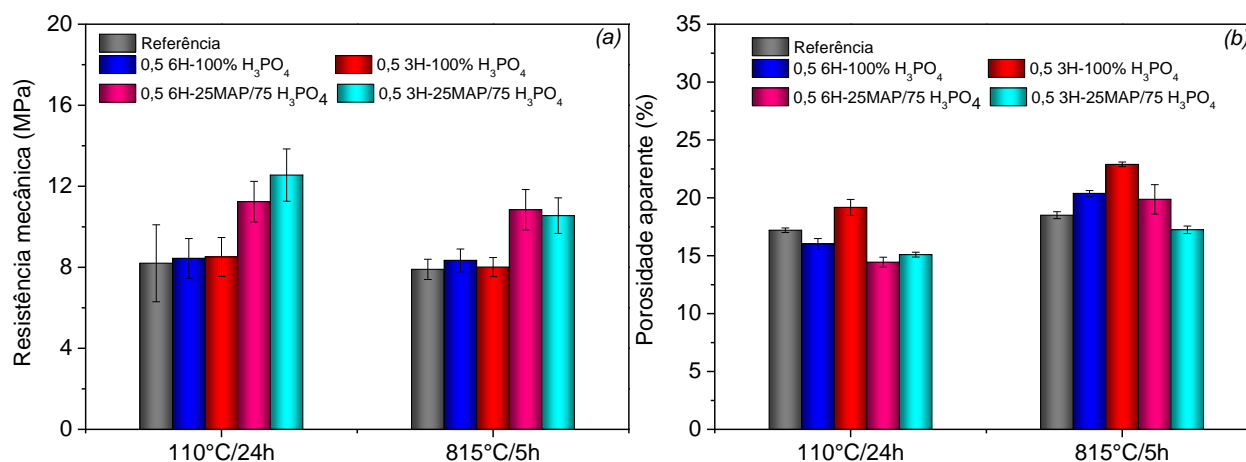 20
16
12
8
4
0
Resistência mecânica (MPa)
(a)
Referência
0,5 6H-100% H₃PO₄
0,5 3H-100% H₃PO₄
0,5 6H-25MAP/75 H₃PO4
0,5 3H-25MAP/75 H₃PO₄
110°C/24h
815°C/5h
35
30
25
20
15
10
5
0
Porosidade aparente (%)
(b)
Referência
0,5 6H-100% H₃PO₄
0,5 3H-100% H₃PO₄
0,5 6H-25MAP/75 H₃PO4
0,5 3H-25MAP/75 H₃PO₄
110°C/24h
815°C/5h